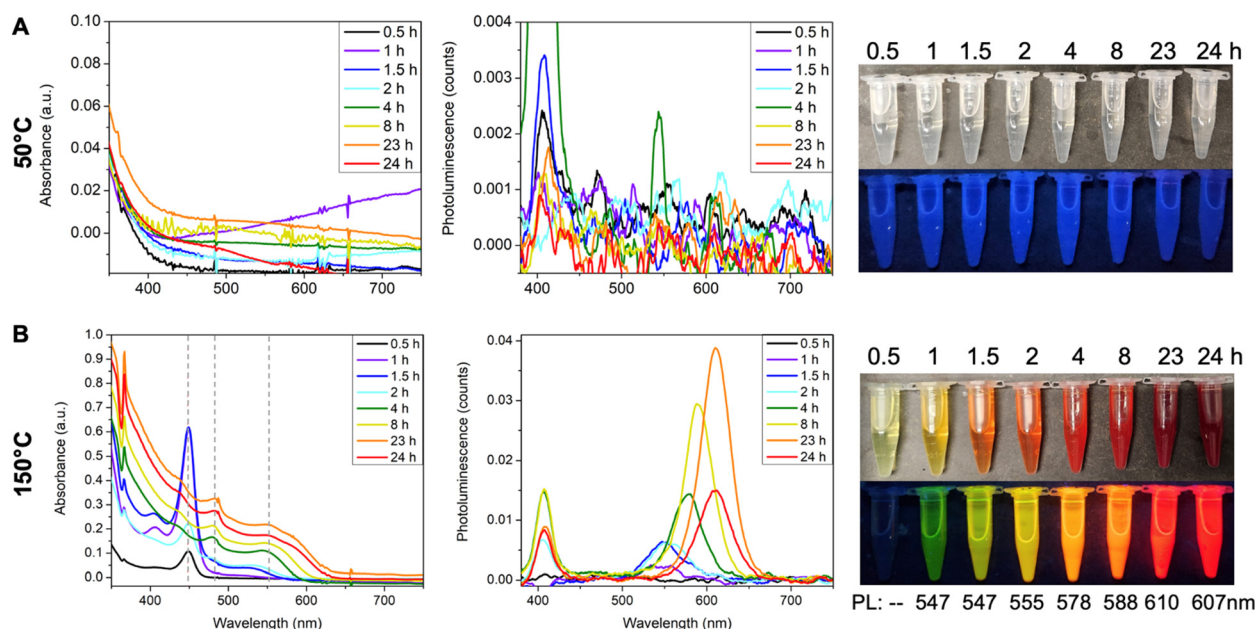 A
50°C
Absorbance (a.u.)
0.10
0.08
0.06
0.04
0.02
0.00
400 500 600 700
0.5 h
1 h
1.5 h
2 h
4 h
8 h
23 h
24 h
Photoluminescence (counts)
0.004
0.003
0.002
0.001
0.000
400 450 500 550 600 650 700
0.5 h
1 h
1.5 h
2 h
4 h
8 h
23 h
24 h
0.5 1 1.5 2 4 8 23 24 h
B
150°C
Absorbance (a.u.)
1.0
0.9
0.8
0.7
0.6
0.5
0.4
0.3
0.2
0.1
0.0
400 500 600 700
Wavelength (nm)
0.5 h
1 h
1.5 h
2 h
4 h
8 h
23 h
24 h
Photoluminescence (counts)
0.04
0.03
0.02
0.01
0.00
400 500 600 700
Wavelength (nm)
0.5 h
1 h
1.5 h
2 h
4 h
8 h
23 h
24 h
0.5 1 1.5 2 4 8 23 24 h
PL: -- 547 547 555 578 588 610 607nm